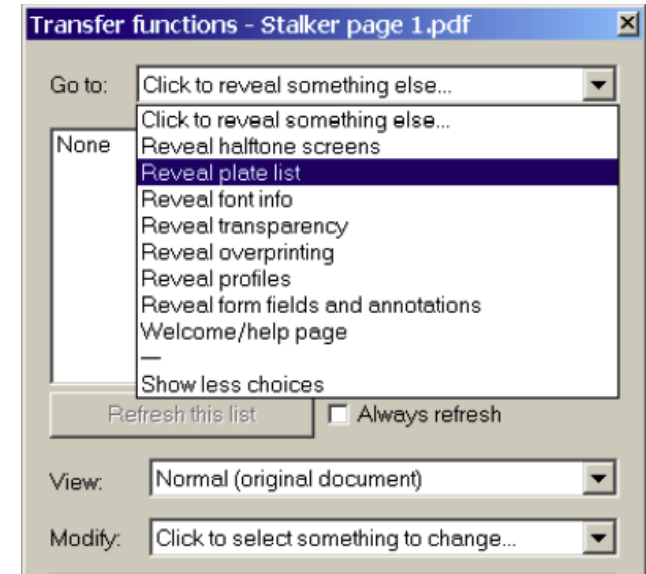 Transfer functions - Stalker page 1.pdf
Go to: Click to reveal something else...
Click to reveal something else...
None
Reveal halftone screens
Reveal plate list
Reveal font info
Reveal transparency
Reveal overprinting
Reveal profiles
Reveal form fields and annotations
Welcome/help page
—
Show less choices
Refresh this list Always refresh
View: Normal (original document)
Modify: Click to select something to change...